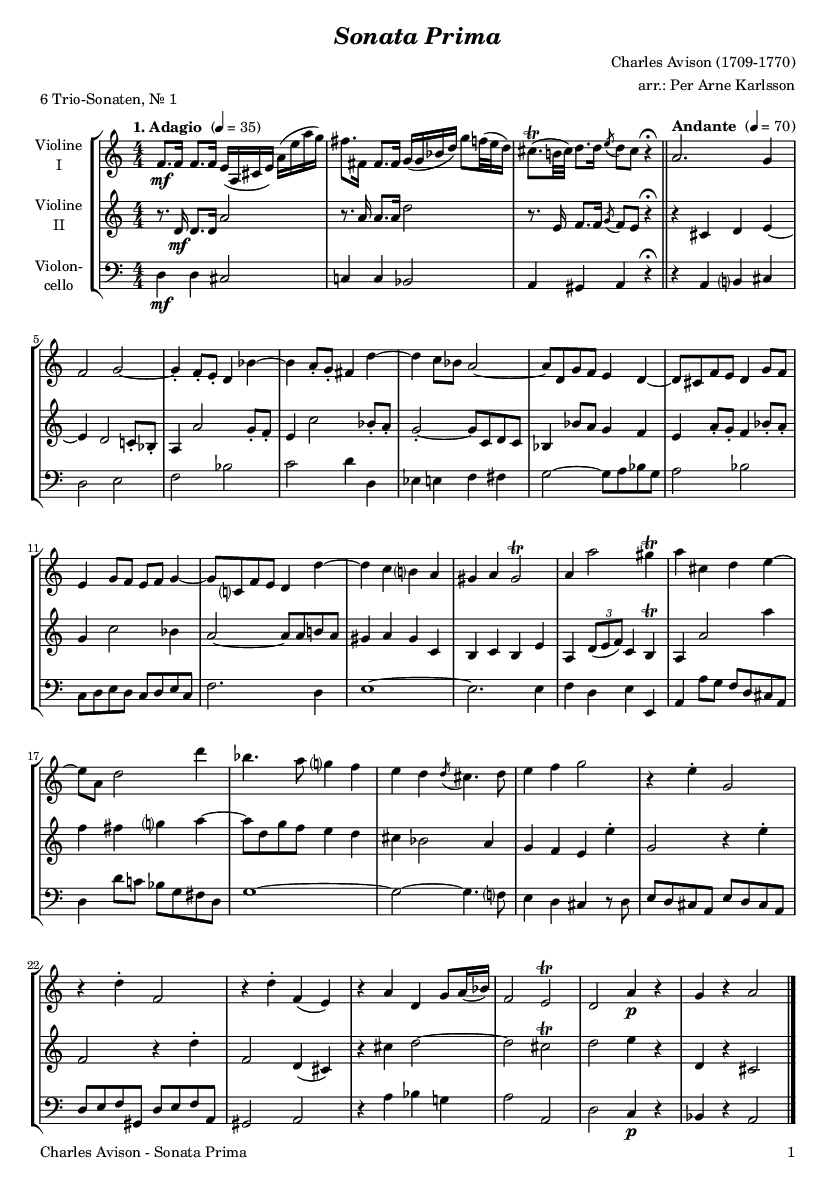 Sonata Prima
Charles Avison (1709-1770)
arr.: Per Arne Karlsson
6 Trio-Sonaten, № 1
1. Adagio (♩ = 35)
Andante (♩ = 70)
Violine
I
mf
Violine
II
mf
Violon-
cello
mf
tr
5
11
tr
tr
3
tr
17
22
tr
p
tr
p
Charles Avison - Sonata Prima
1